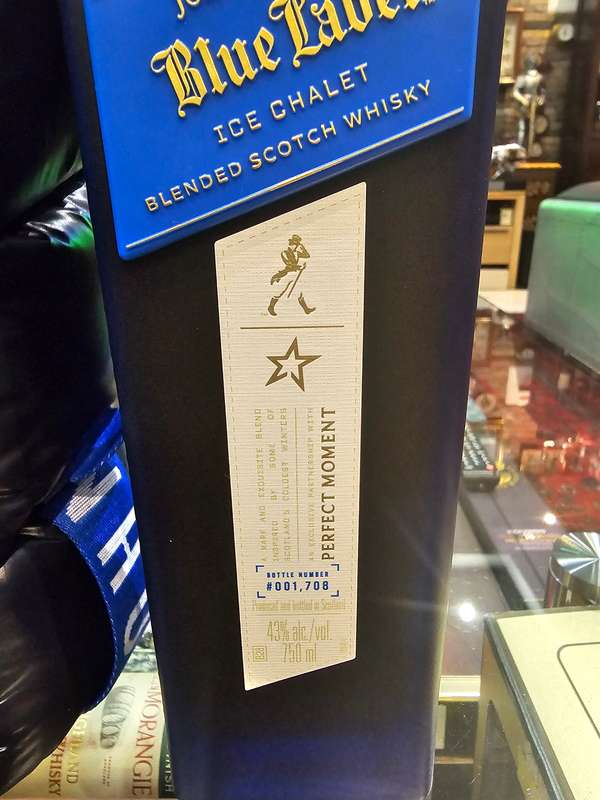 Blue Label
ICE CHALET
BLENDED SCOTCH WHISKY
A RARE AND EXQUISITE BLEND
INSPIRED BY SOME OF
SCOTLAND'S COLDEST WINTERS
AN EXCLUSIVE PARTNERSHIP WITH
PERFECT MOMENT
BOTTLE NUMBER
#001,708
Produced and bottled in Scotland
43% alc./vol.
750 ml
WHISKY
MORANGIE